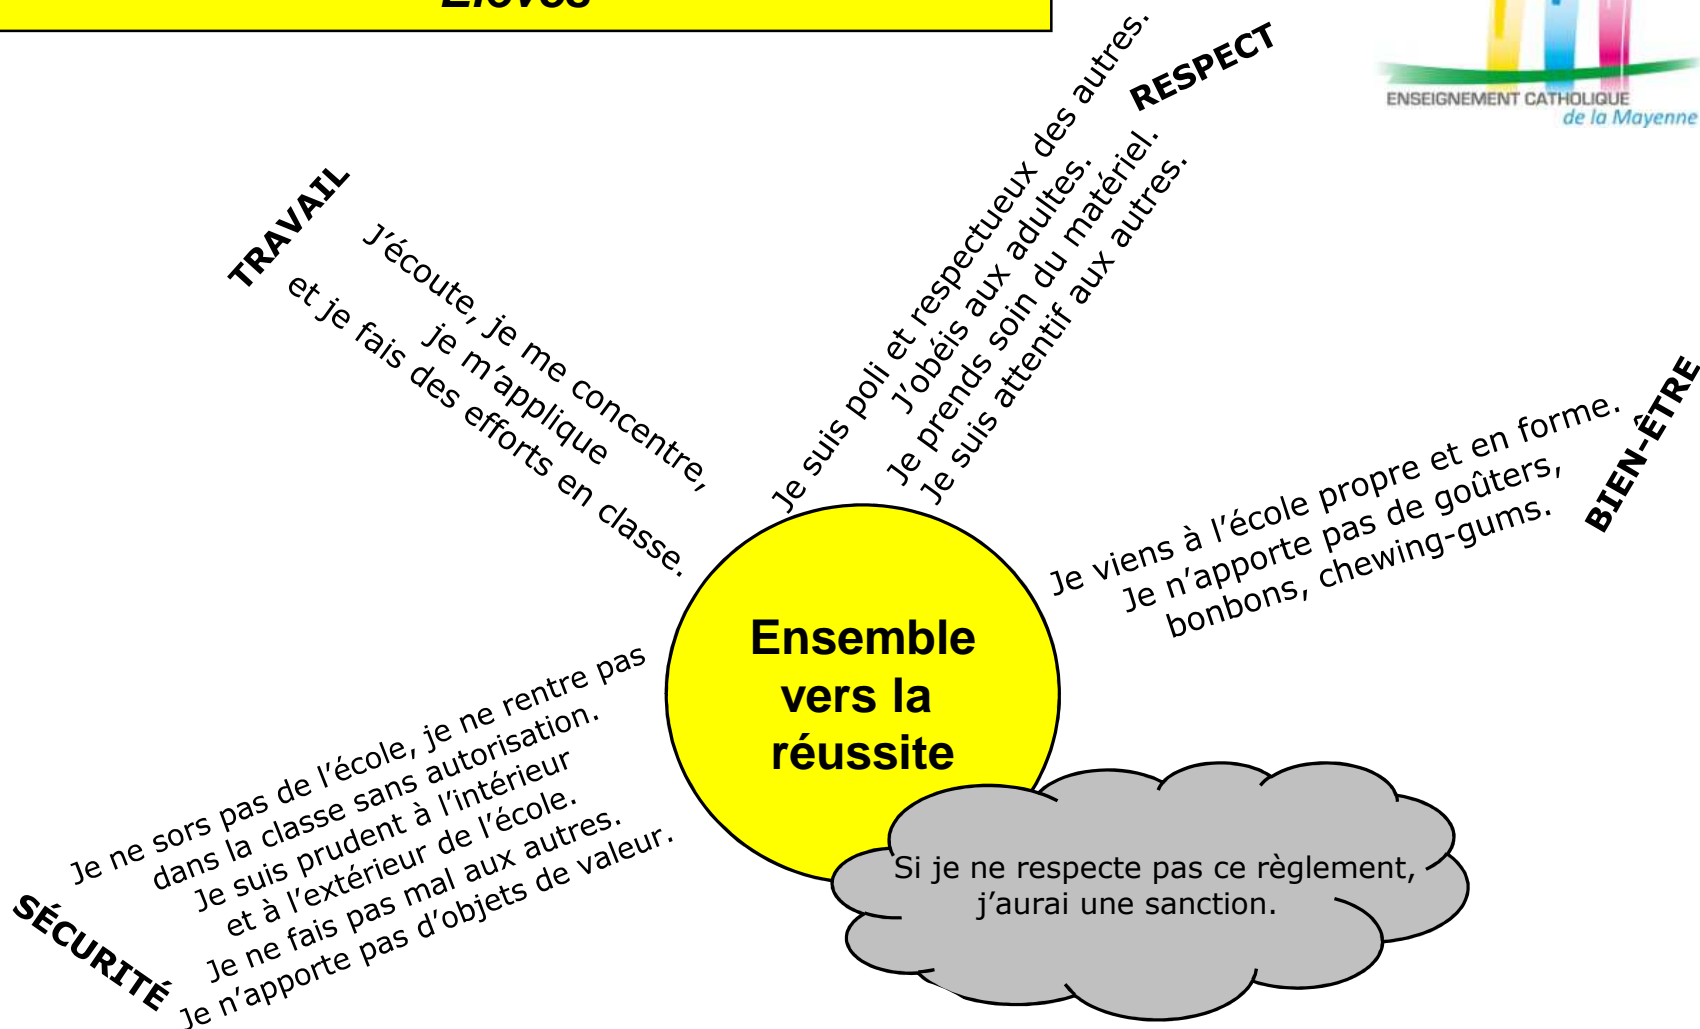 Élèves
ENSEIGNEMENT CATHOLIQUE
de la Mayenne
TRAVAIL
J'écoute, je me concentre,
je m'applique
et je fais des efforts en classe.
RESPECT
Je suis poli et respectueux des autres.
J'obéis aux adultes.
Je prends soin du matériel.
Je suis attentif aux autres.
BIEN-ÊTRE
Je viens à l'école propre et en forme.
Je n'apporte pas de goûters,
bonbons, chewing-gums.
Ensemble
vers la
réussite
SÉCURITÉ
Je ne sors pas de l'école, je ne rentre pas
dans la classe sans autorisation.
Je suis prudent à l'intérieur
et à l'extérieur de l'école.
Je ne fais pas mal aux autres.
Je n'apporte pas d'objets de valeur.
Si je ne respecte pas ce règlement,
j'aurai une sanction.